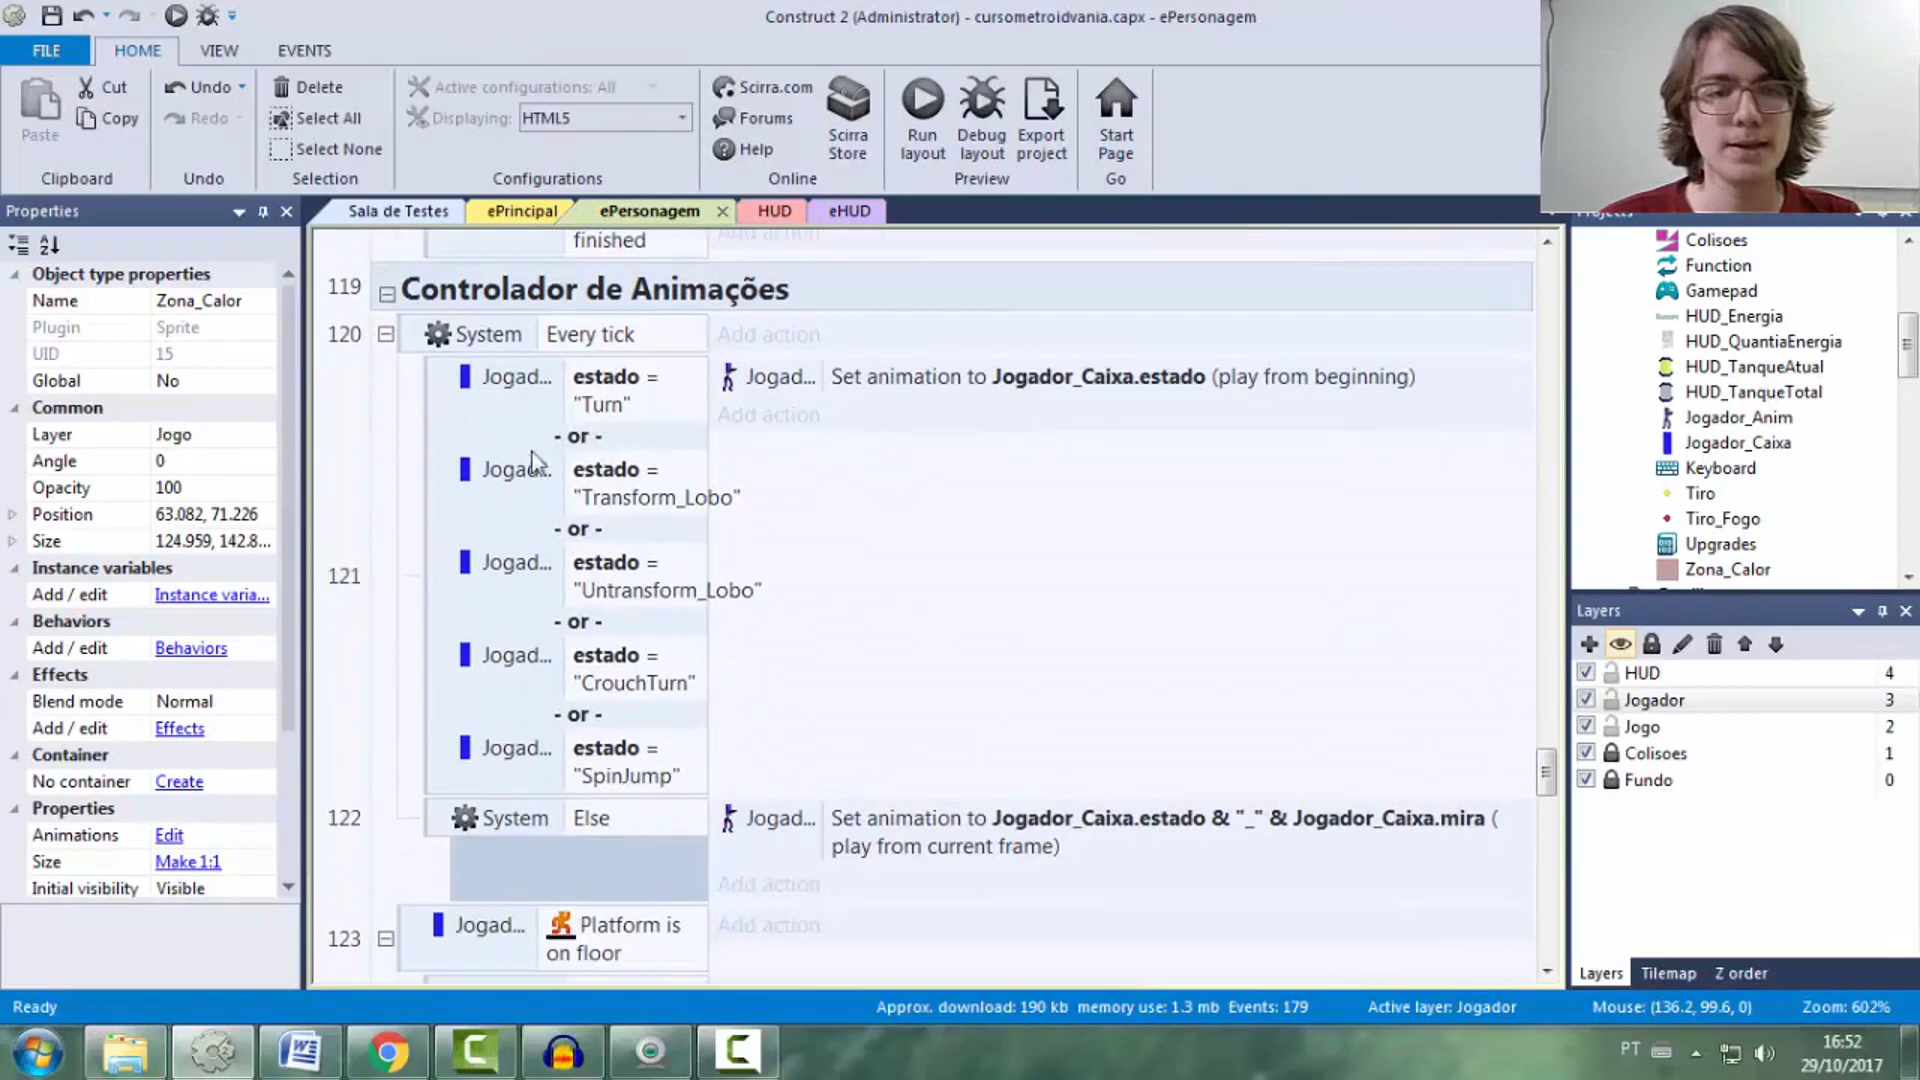 Construct 2 (Administrator) - cursometroidvania.capx - ePersonagem
FILE HOME VIEW EVENTS
Paste
Cut
Copy
Clipboard
Undo
Redo
Undo
Delete
Select All
Select None
Selection
Active configurations: All
Displaying: HTML5
Configurations
Scirra.com
Forums
Help
Scirra Store
Online
Run layout
Debug layout
Export project
Preview
Start Page
Go
Properties
Sala de Testes ePrincipal ePersonagem HUD eHUD
Object type properties
Name Zona_Calor
Plugin Sprite
UID 15
Global No
Common
Layer Jogo
Angle 0
Opacity 100
Position 63.082, 71.226
Size 124.959, 142.8...
Instance variables
Add / edit Instance varia...
Behaviors
Add / edit Behaviors
Effects
Blend mode Normal
Add / edit Effects
Container
No container Create
Properties
Animations Edit
Size Make 1:1
Initial visibility Visible
finished Add action
119 Controlador de Animações
120 System Every tick Add action
121
Jogad... estado = "Turn"
Jogad... Set animation to Jogador_Caixa.estado (play from beginning)
Add action
- or -
Jogad... estado = "Transform_Lobo"
- or -
Jogad... estado = "Untransform_Lobo"
- or -
Jogad... estado = "CrouchTurn"
- or -
Jogad... estado = "SpinJump"
122 System Else
Jogad... Set animation to Jogador_Caixa.estado & "_" & Jogador_Caixa.mira (
play from current frame)
Add action
123 Jogad... Platform is on floor Add action
Colisoes
Function
Gamepad
HUD_Energia
HUD_QuantiaEnergia
HUD_TanqueAtual
HUD_TanqueTotal
Jogador_Anim
Jogador_Caixa
Keyboard
Tiro
Tiro_Fogo
Upgrades
Zona_Calor
Layers
HUD 4
Jogador 3
Jogo 2
Colisoes 1
Fundo 0
Layers Tilemap Z order
Ready Approx. download: 190 kb memory use: 1.3 mb Events: 179 Active layer: Jogador Mouse: (136.2, 99.6, 0) Zoom: 602%
PT
16:52
29/10/2017